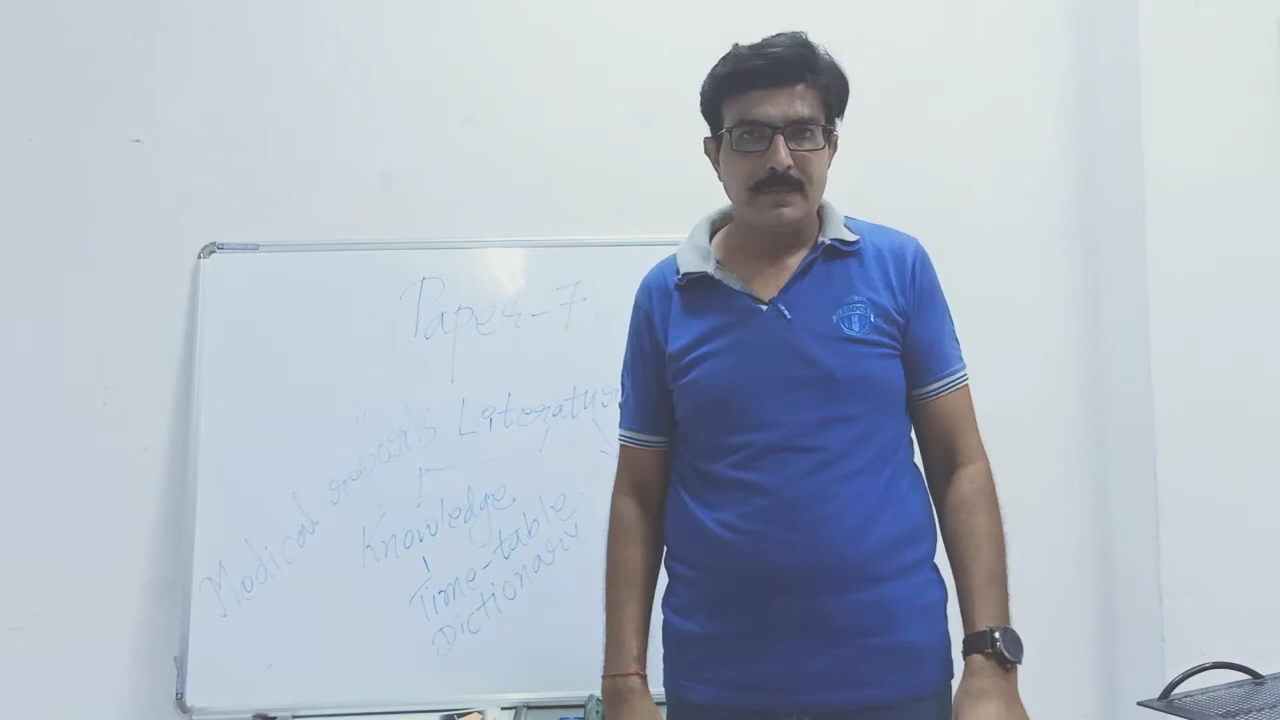 Paper-7
Literature
Medical reports
Knowledge
Time-table
Dictionary